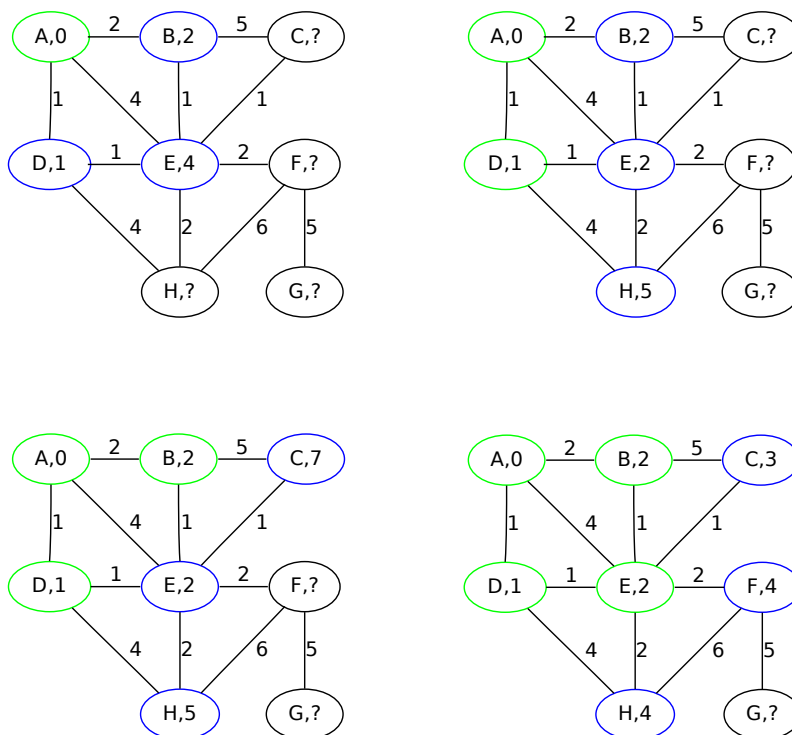 2 5 2 5
A,0 B,2 C,? A,0 B,2 C,?
1 4 1 1 1 4 1 1
1 2 1 2
D,1 E,4 F,? D,1 E,2 F,?
4 2 6 5 4 2 6 5
H,? G,? H,5 G,?
2 5 2 5
A,0 B,2 C,7 A,0 B,2 C,3
1 4 1 1 1 4 1 1
1 2 1 2
D,1 E,2 F,? D,1 E,2 F,4
4 2 6 5 4 2 6 5
H,5 G,? H,4 G,?